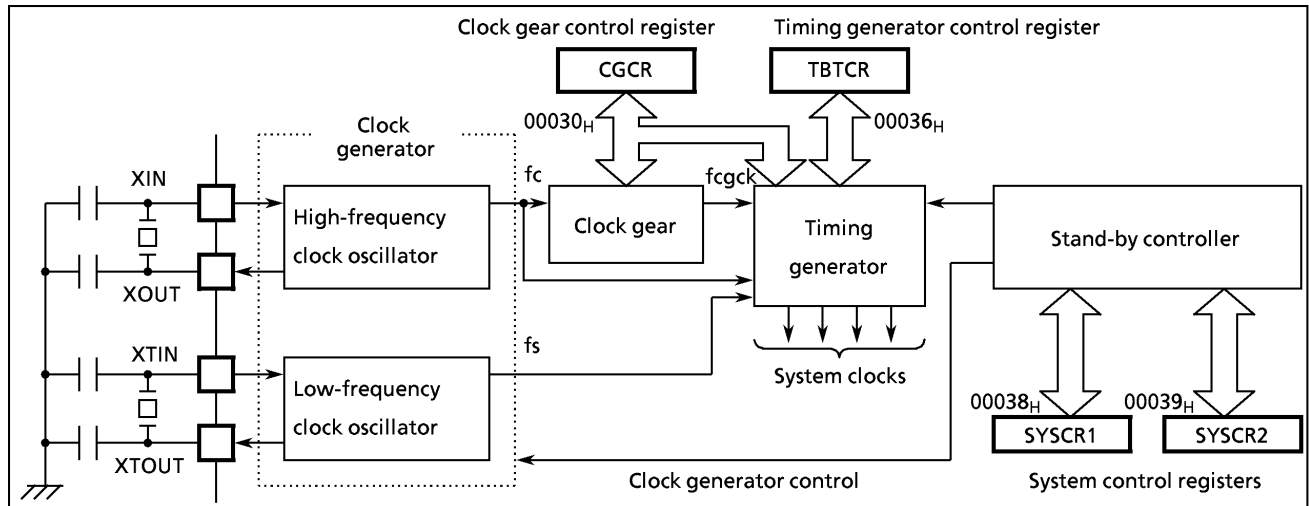 Clock gear control register
Timing generator control register
CGCR
TBTCR
00030H
00036H
Clock
generator
XIN
fc
fcgck
High-frequency
clock oscillator
Clock gear
Timing
generator
Stand-by controller
XOUT
XTIN
fs
System clocks
Low-frequency
clock oscillator
00038H
00039H
SYSCR1
SYSCR2
XTOUT
Clock generator control
System control registers